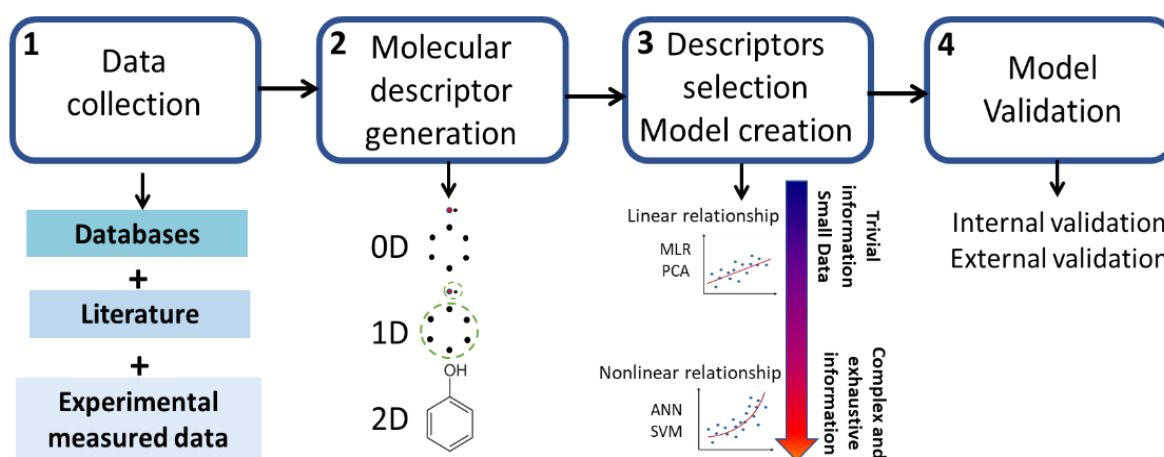 1
Data
collection
2
Molecular
descriptor
generation
3
Descriptors
selection
Model creation
4
Model
Validation
Databases
+
Literature
+
Experimental
measured data
0D
1D
2D
OH
Linear relationship
MLR
PCA
Nonlinear relationship
ANN
SVM
Trivial
information
Small Data
Complex and
exhaustive
information
Internal validation
External validation